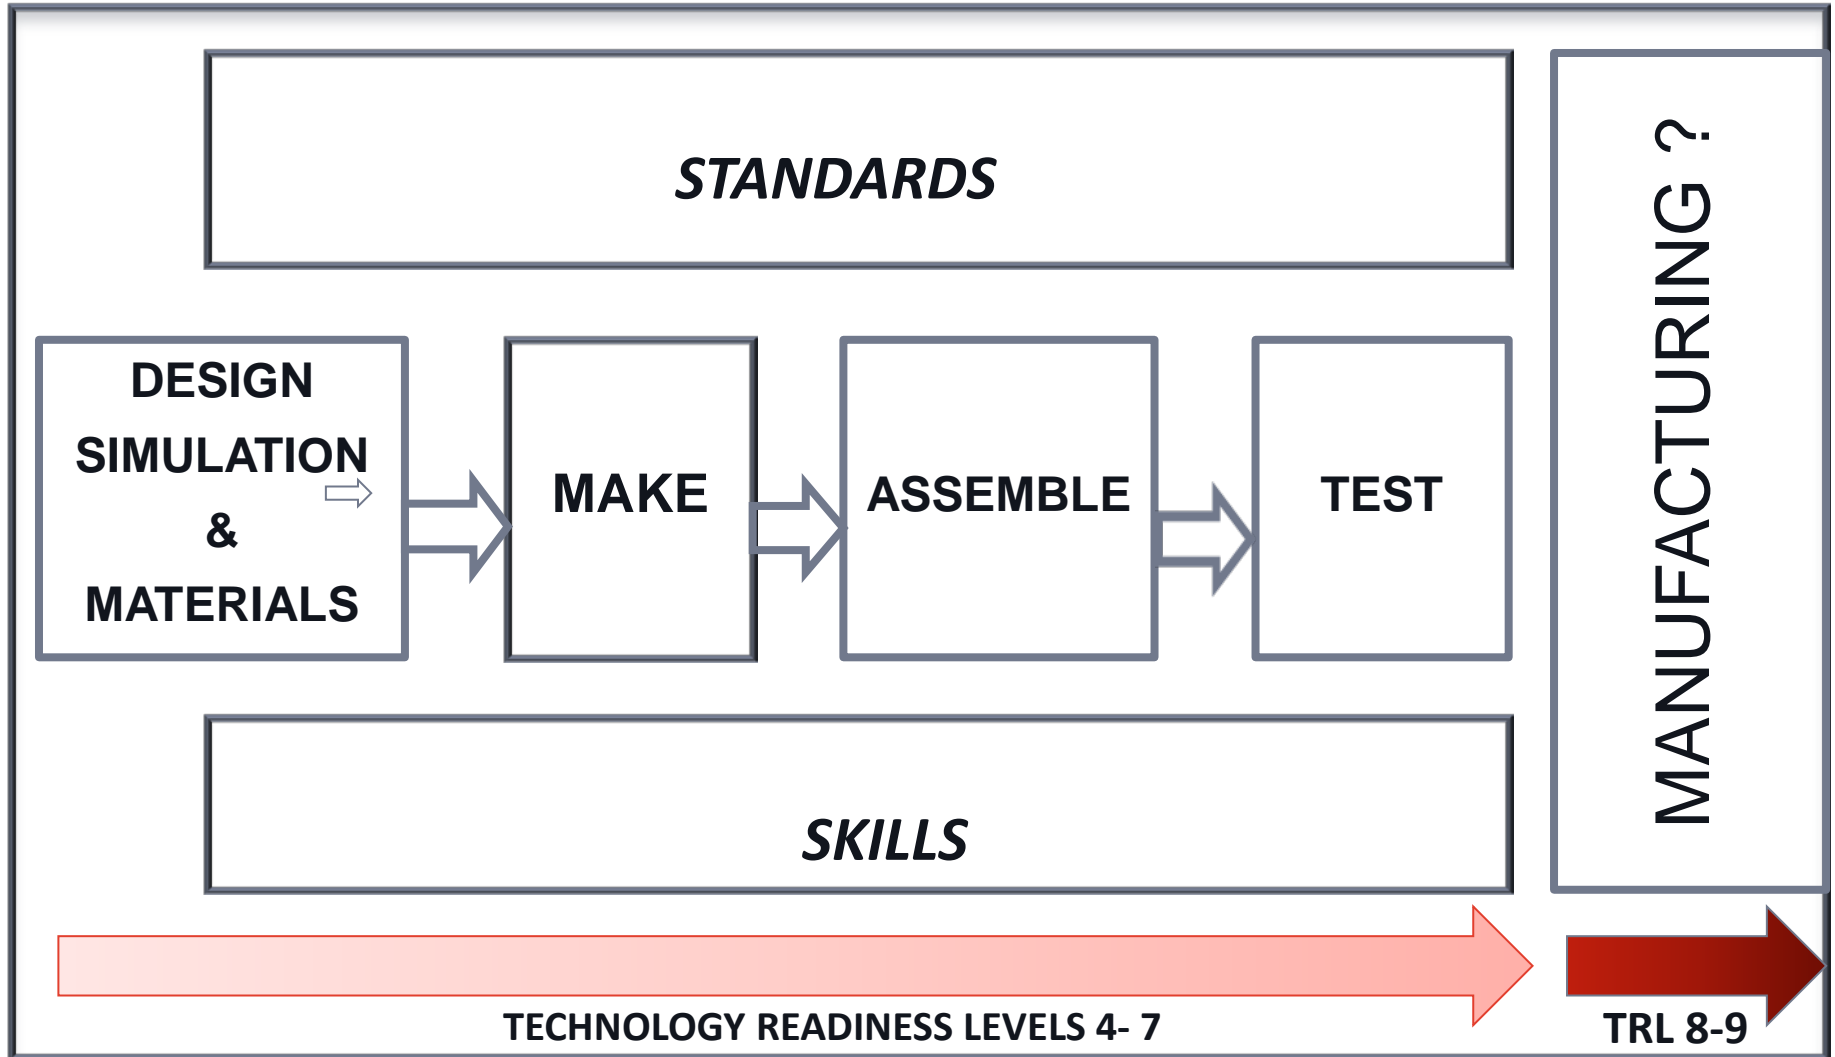 STANDARDS
DESIGN
SIMULATION
&
MATERIALS
MAKE
ASSEMBLE
TEST
SKILLS
MANUFACTURING ?
TECHNOLOGY READINESS LEVELS 4- 7
TRL 8-9